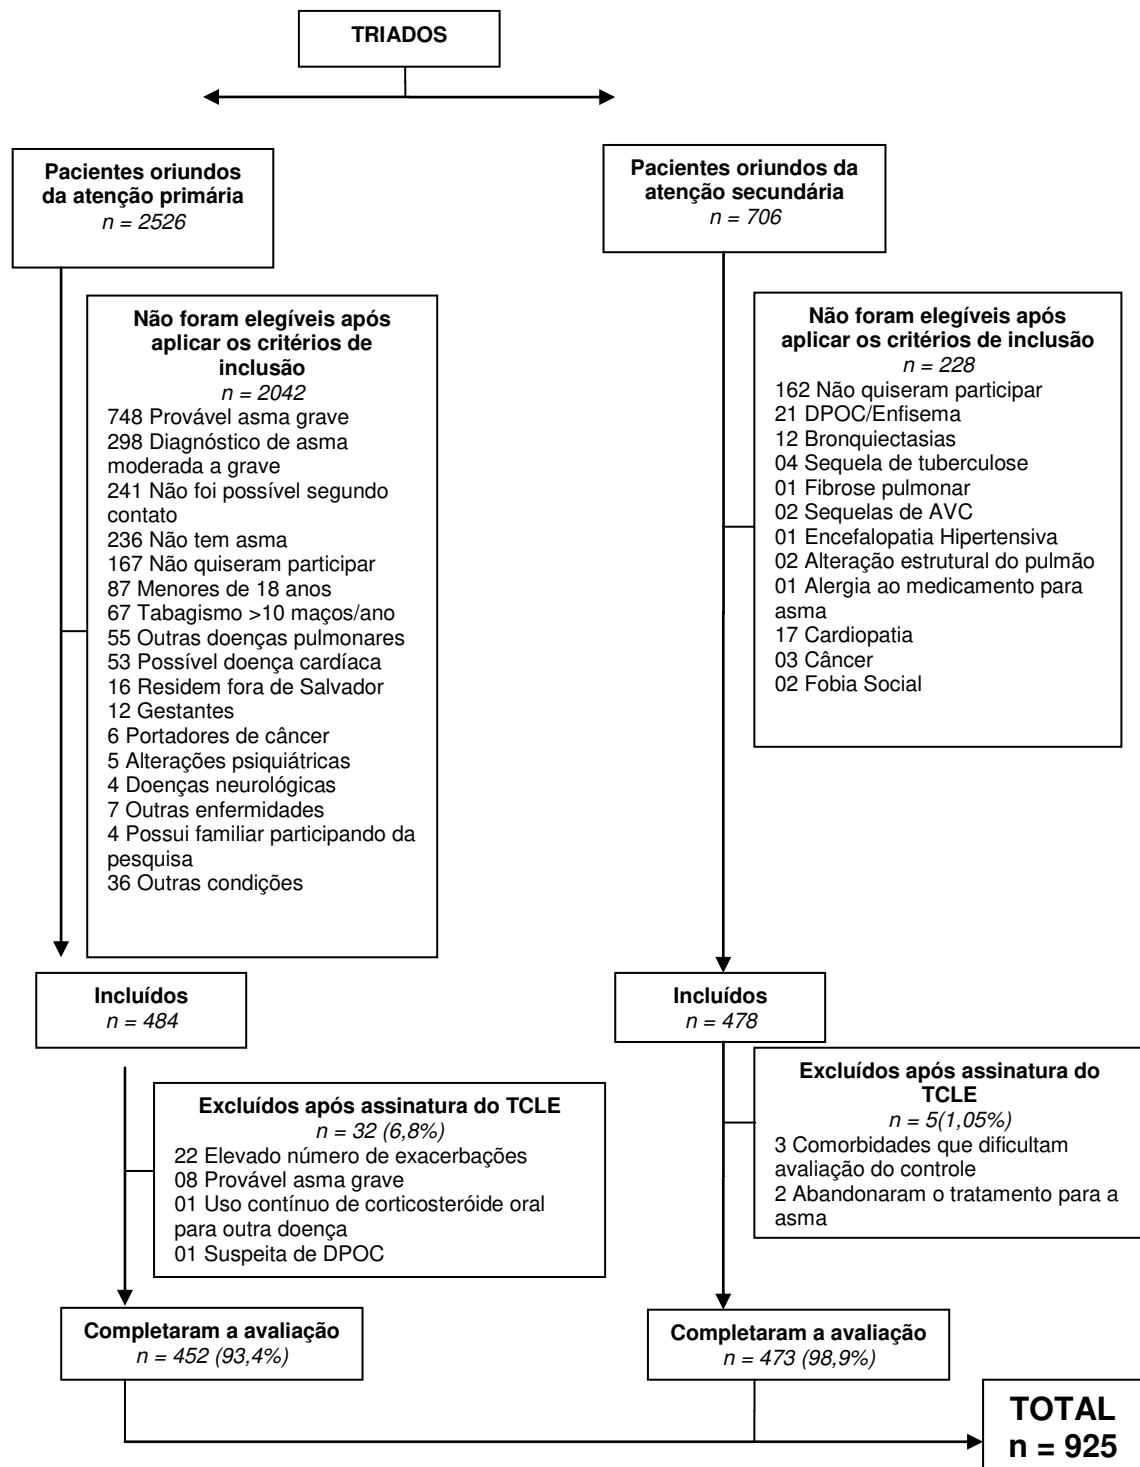 TRIADOS
Pacientes oriundos
da atenção primária
n = 2526
Pacientes oriundos da
atenção secundária
n = 706
Não foram elegíveis após
aplicar os critérios de
inclusão
n = 2042
748 Provável asma grave
298 Diagnóstico de asma
moderada a grave
241 Não foi possível segundo
contato
236 Não tem asma
167 Não quiseram participar
87 Menores de 18 anos
67 Tabagismo >10 maços/ano
55 Outras doenças pulmonares
53 Possível doença cardíaca
16 Residem fora de Salvador
12 Gestantes
6 Portadores de câncer
5 Alterações psiquiátricas
4 Doenças neurológicas
7 Outras enfermidades
4 Possui familiar participando da
pesquisa
36 Outras condições
Não foram elegíveis após
aplicar os critérios de inclusão
n = 228
162 Não quiseram participar
21 DPOC/Enfisema
12 Bronquiectasias
04 Sequela de tuberculose
01 Fibrose pulmonar
02 Sequelas de AVC
01 Encefalopatia Hipertensiva
02 Alteração estrutural do pulmão
01 Alergia ao medicamento para
asma
17 Cardiopatia
03 Câncer
02 Fobia Social
Incluídos
n = 484
Incluídos
n = 478
Excluídos após assinatura do TCLE
n = 32 (6,8%)
22 Elevado número de exacerbações
08 Provável asma grave
01 Uso contínuo de corticosteróide oral
para outra doença
01 Suspeita de DPOC
Excluídos após assinatura do
TCLE
n = 5(1,05%)
3 Comorbidades que dificultam
avaliação do controle
2 Abandonaram o tratamento para a
asma
Completaram a avaliação
n = 452 (93,4%)
Completaram a avaliação
n = 473 (98,9%)
TOTAL
n = 925